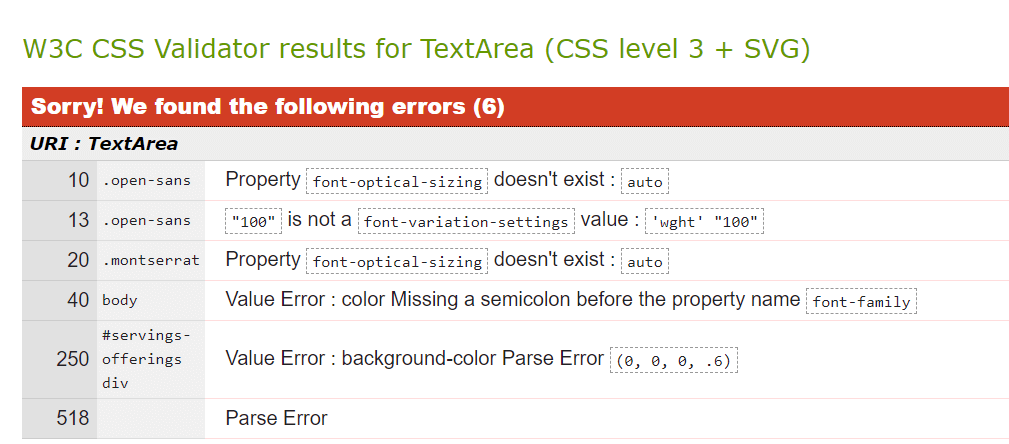 W3C CSS Validator results for TextArea (CSS level 3 + SVG)
Sorry! We found the following errors (6)
URI : TextArea
10 .open-sans Property font-optical-sizing doesn't exist : auto
13 .open-sans "100" is not a font-variation-settings value : 'wght' "100"
20 .montserrat Property font-optical-sizing doesn't exist : auto
40 body Value Error : color Missing a semicolon before the property name font-family
#servings-
250 offerings Value Error : background-color Parse Error (0, 0, 0, .6)
div
518 Parse Error